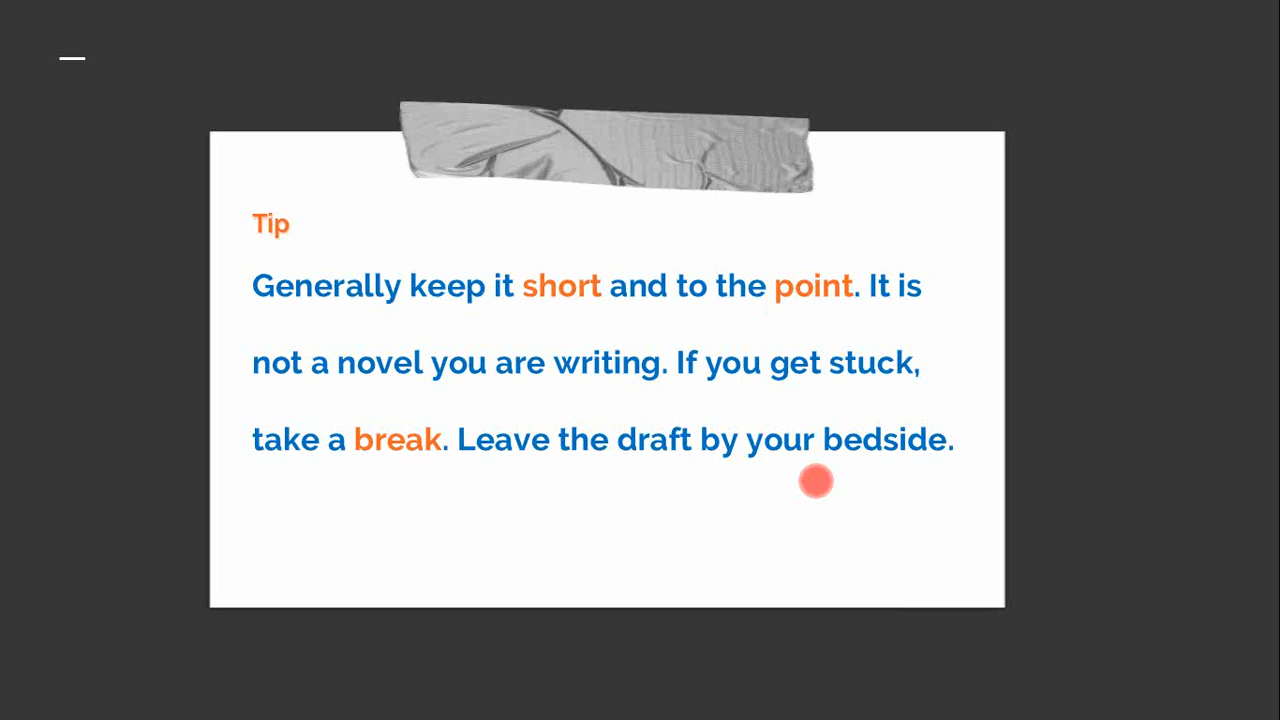 Tip
Generally keep it short and to the point. It is
not a novel you are writing. If you get stuck,
take a break. Leave the draft by your bedside.